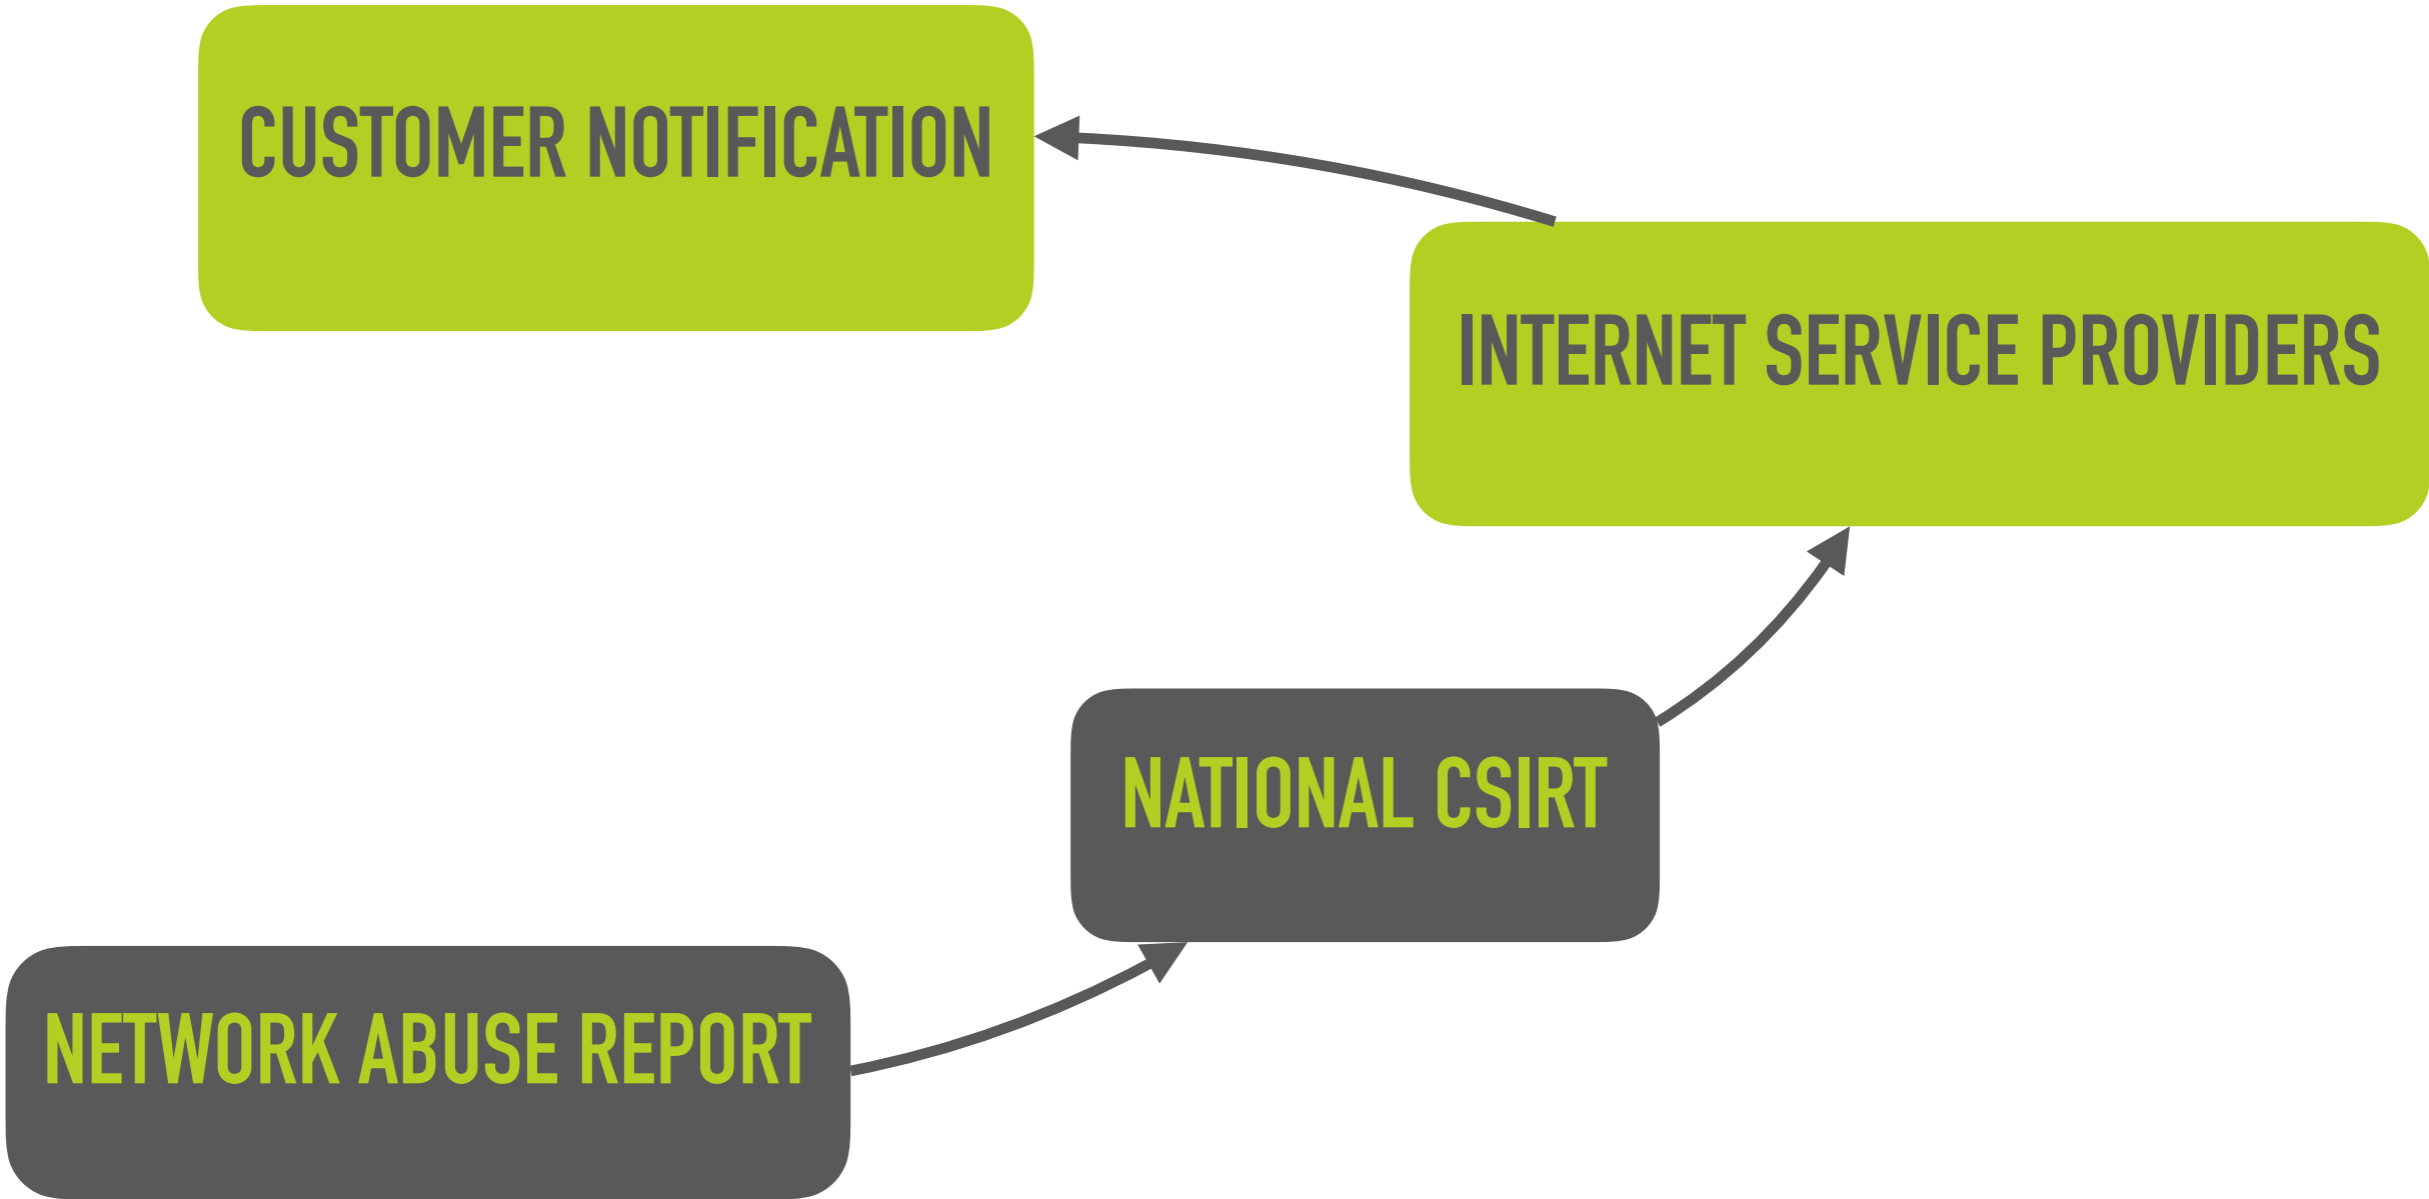 CUSTOMER NOTIFICATION
INTERNET SERVICE PROVIDERS
NATIONAL CSIRT
NETWORK ABUSE REPORT